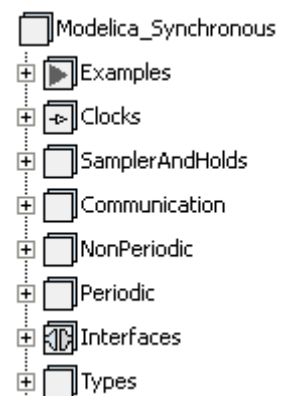 Modelica_Synchronous
Examples
Clocks
SamplerAndHolds
Communication
NonPeriodic
Periodic
Interfaces
Types